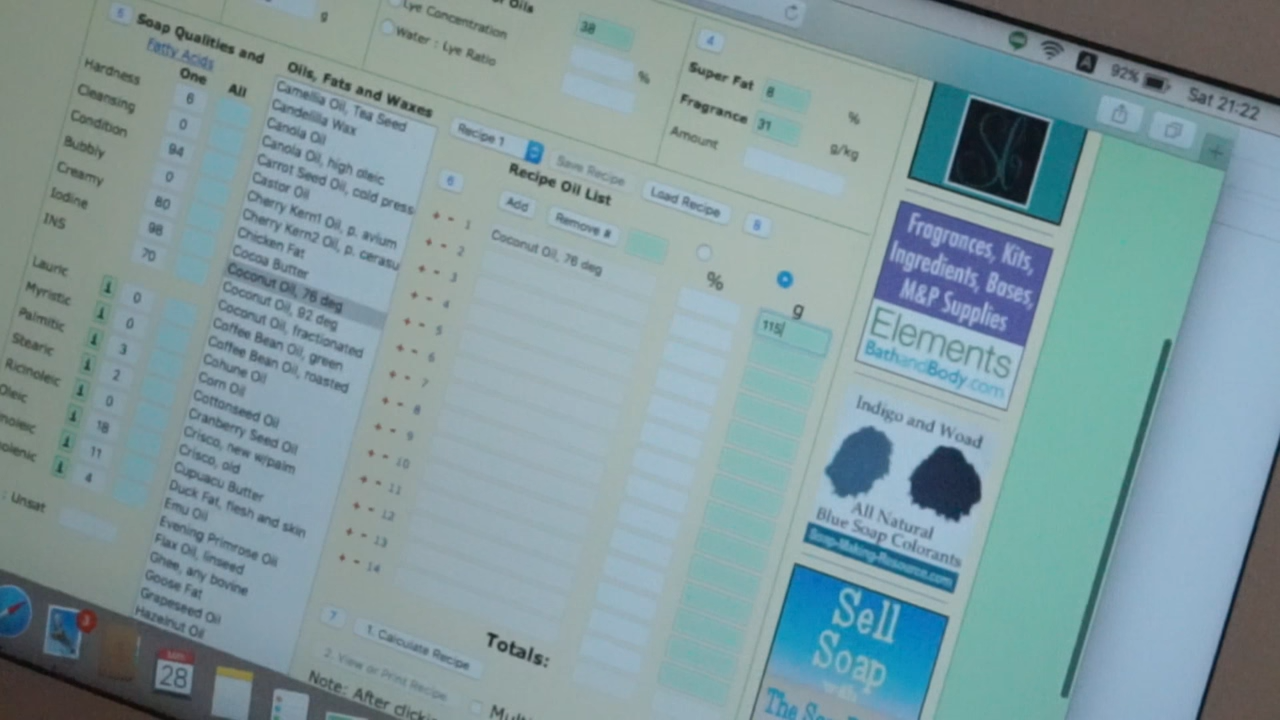 92%
Sat 21:22
Oils
Lye Concentration
Water : Lye Ratio
38
%
g
4
Super Fat
8
%
Fragrance
31
g/kg
Amount
5
Soap Qualities and
Fatty Acids
One
All
Hardness
6
Cleansing
0
Condition
94
Bubbly
0
Creamy
80
Iodine
98
INS
70
Lauric
i
0
Myristic
i
0
Palmitic
i
3
Stearic
i
2
Ricinoleic
i
0
Oleic
i
18
i
11
i
4
: Unsat
Oils, Fats and Waxes
Camellia Oil, Tea Seed
Candelilla Wax
Canola Oil
Canola Oil, high oleic
Carrot Seed Oil, cold press
Castor Oil
Cherry Kern1 Oil, p. avium
Cherry Kern2 Oil, p. cerasu
Chicken Fat
Cocoa Butter
Coconut Oil, 76 deg
Coconut Oil, 92 deg
Coconut Oil, fractionated
Coffee Bean Oil, green
Coffee Bean Oil, roasted
Cohune Oil
Corn Oil
Cottonseed Oil
Cranberry Seed Oil
Crisco, new w/palm
Crisco, old
Cupuacu Butter
Duck Fat, flesh and skin
Emu Oil
Evening Primrose Oil
Flax Oil, linseed
Ghee, any bovine
Goose Fat
Grapeseed Oil
Hazelnut Oil
Recipe 1
Save Recipe
Load Recipe
6
Recipe Oil List
8
Add
Remove #
%
g
+ - 1
Coconut Oil, 76 deg
115
+ - 2
+ - 3
+ - 4
+ - 5
+ - 6
+ - 7
+ - 8
+ - 9
+ - 10
+ - 11
+ - 12
+ - 13
+ - 14
Totals:
7
1. Calculate Recipe
2. View or Print Recipe
Note: After
Fragrances, Kits,
Ingredients, Bases,
M&P Supplies
Elements
BathandBody.com
Indigo and Woad
All Natural
Blue Soap Colorants
Soap-Making-Resource.com
Sell
Soap
with
3
28